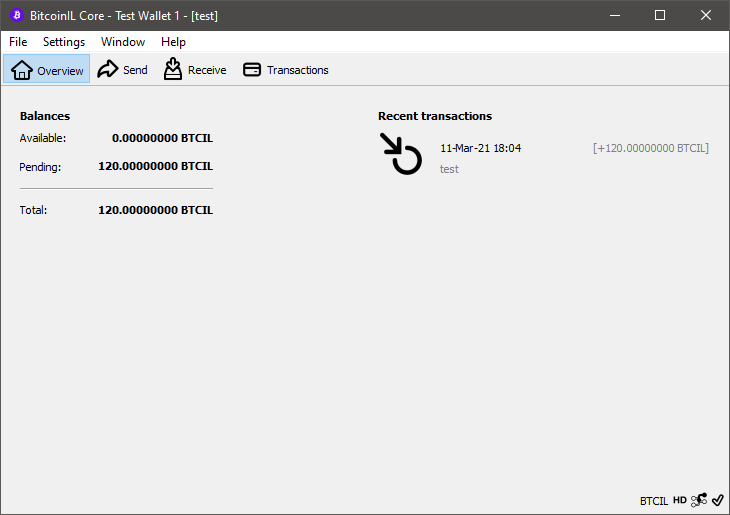 BitcoinIL Core - Test Wallet 1 - [test]
File Settings Window Help
Overview Send Receive Transactions
Balances
Available: 0.00000000 BTCIL
Pending: 120.00000000 BTCIL
Total: 120.00000000 BTCIL
Recent transactions
11-Mar-21 18:04 [+120.00000000 BTCIL]
test
BTCIL HD